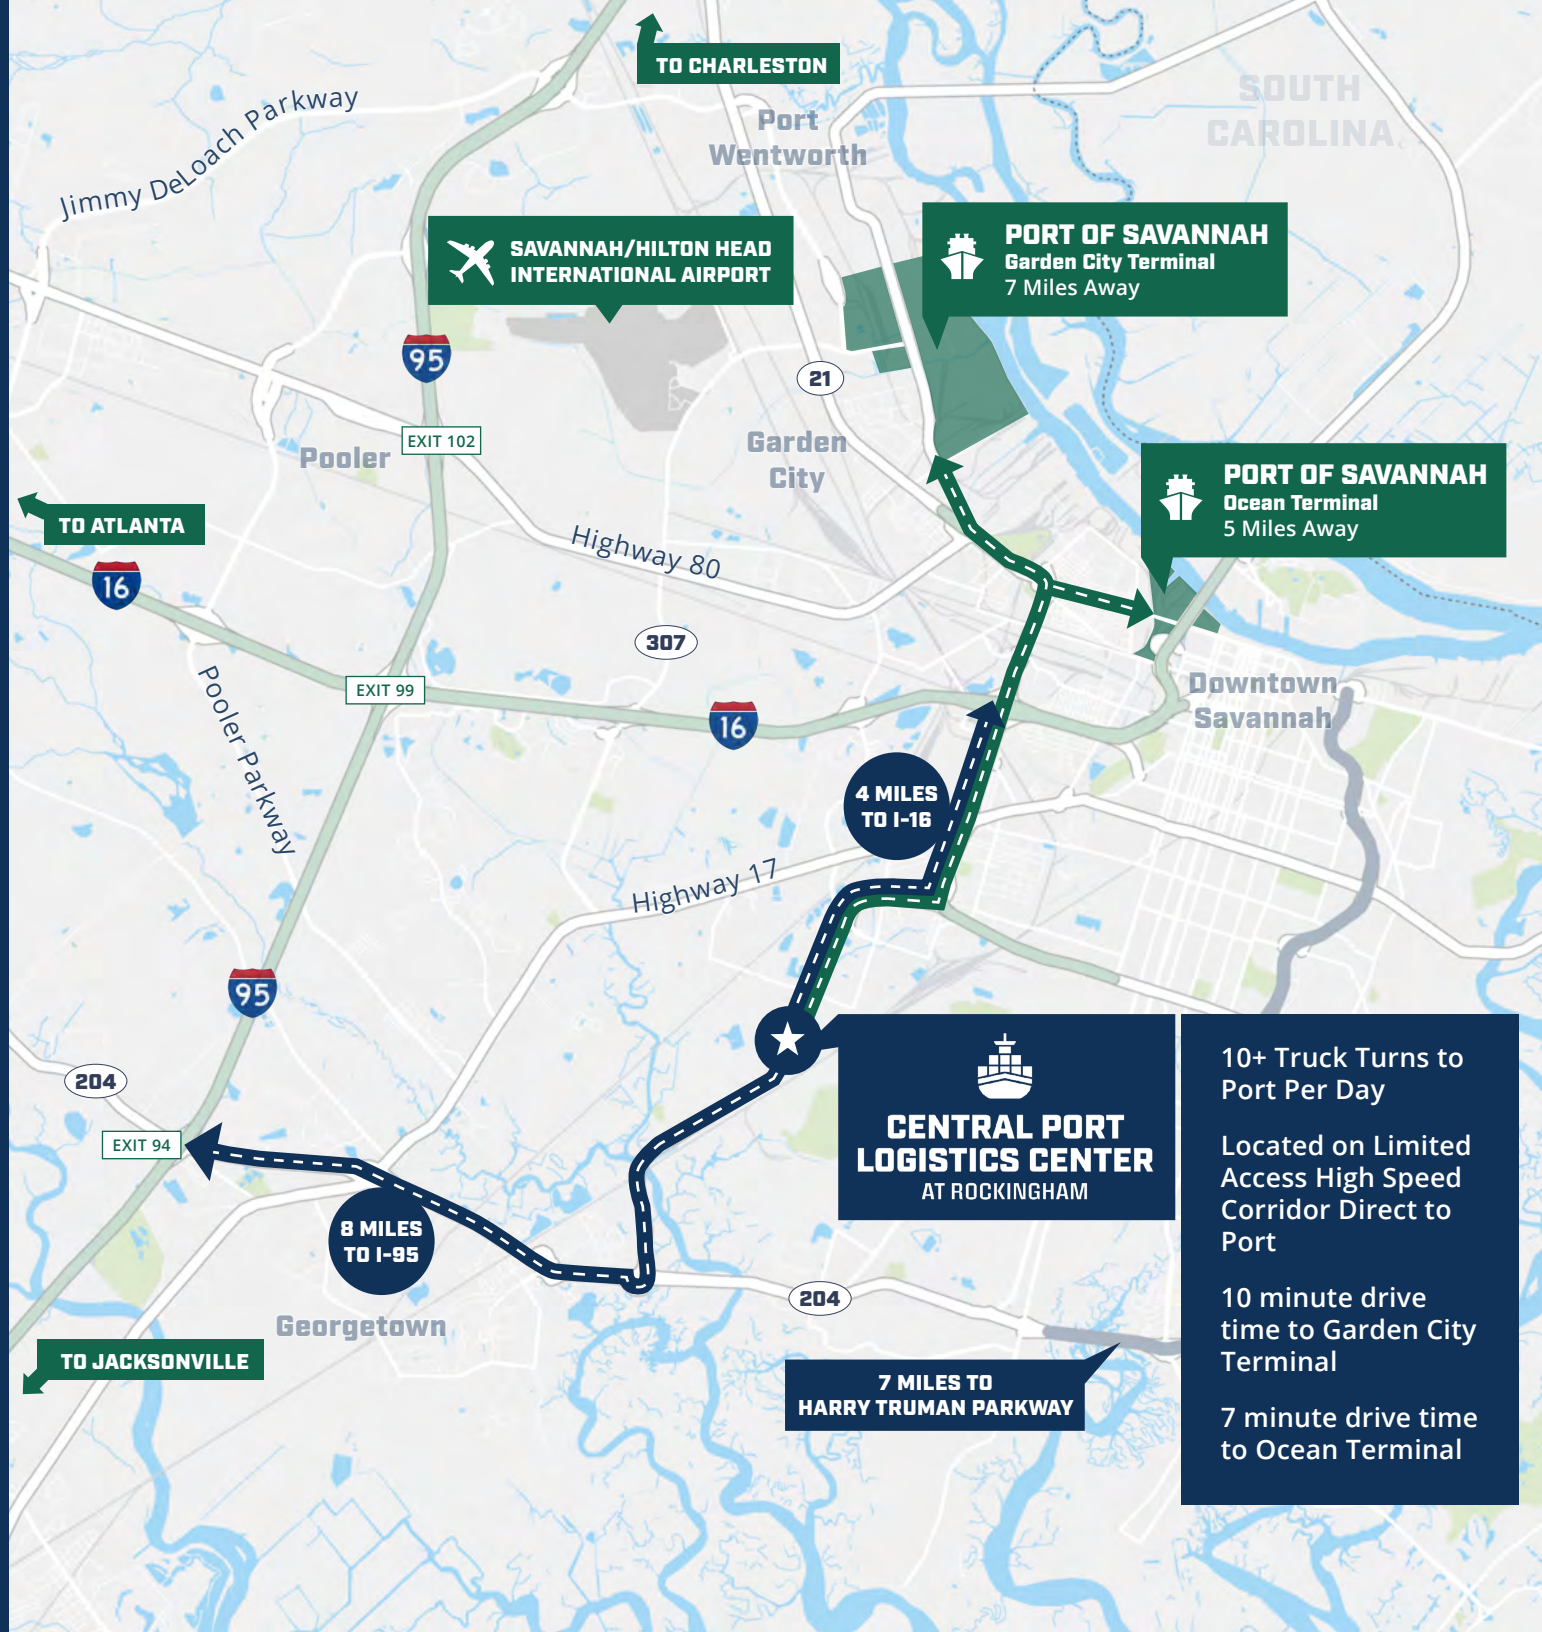 TO CHARLESTON
SOUTH
CAROLINA
Jimmy DeLoach Parkway
Port
Wentworth
SAVANNAH/HILTON HEAD
INTERNATIONAL AIRPORT
PORT OF SAVANNAH
Garden City Terminal
7 Miles Away
95
21
EXIT 102
Pooler
Garden
City
PORT OF SAVANNAH
Ocean Terminal
5 Miles Away
TO ATLANTA
Highway 80
16
307
Pooler Parkway
EXIT 99
16
Downtown
Savannah
4 MILES
TO I-16
Highway 17
95
204
EXIT 94
CENTRAL PORT
LOGISTICS CENTER
AT ROCKINGHAM
10+ Truck Turns to
Port Per Day
Located on Limited
Access High Speed
Corridor Direct to
Port
10 minute drive
time to Garden City
Terminal
7 minute drive time
to Ocean Terminal
8 MILES
TO I-95
204
Georgetown
TO JACKSONVILLE
7 MILES TO
HARRY TRUMAN PARKWAY